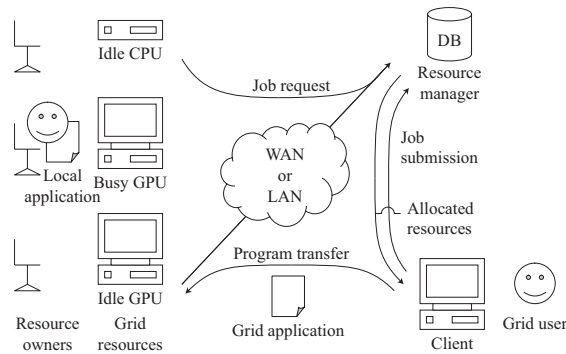 Idle CPU
Job request
DB
Resource
manager
Local
application
Busy GPU
WAN
or
LAN
Job
submission
Allocated
resources
Program transfer
Idle GPU
Grid application
Resource
owners
Grid
resources
Client
Grid user